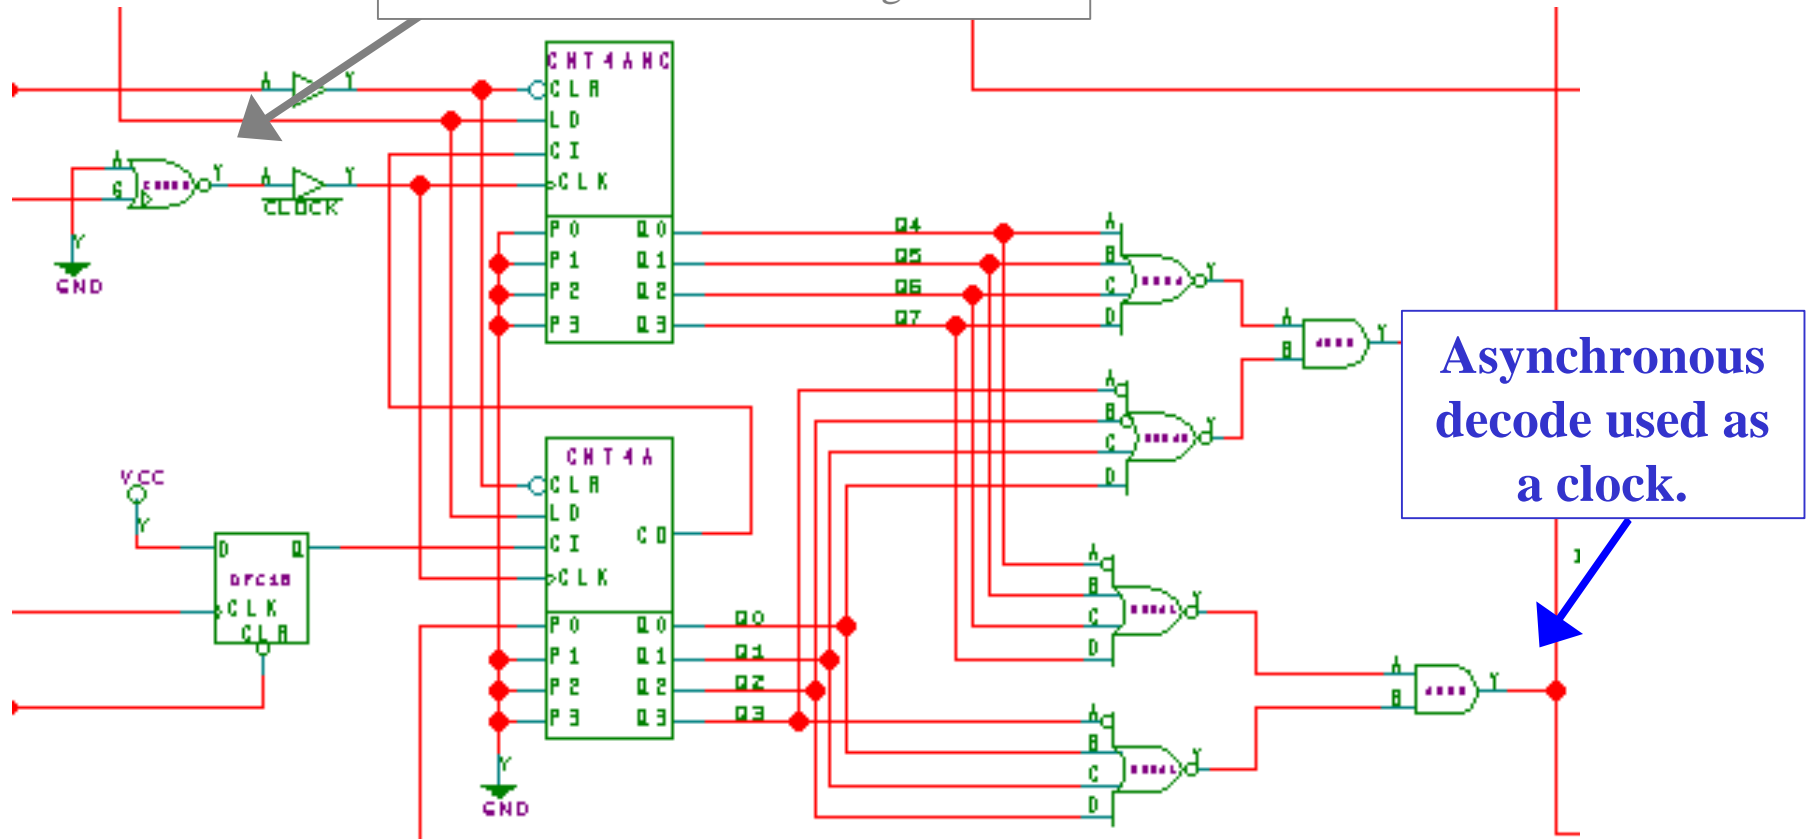 CNT4ANC
A
Y
CLR
LD
CI
CLK
A
G
Y
A
Y
CLOCK
Y
GND
P0
P1
P2
P3
Q0
Q1
Q2
Q3
Q4
Q5
Q6
Q7
A
B
C
D
Y
A
B
Y
Asynchronous
decode used as
a clock.
A
B
C
D
Y
VCC
Y
D
Q
DFC1B
CLK
CLR
CNT4A
CLR
LD
CI
CLK
CO
P0
P1
P2
P3
Q0
Q1
Q2
Q3
Q0
Q1
Q2
Q3
Y
GND
A
B
C
D
Y
A
B
C
D
Y
A
B
Y